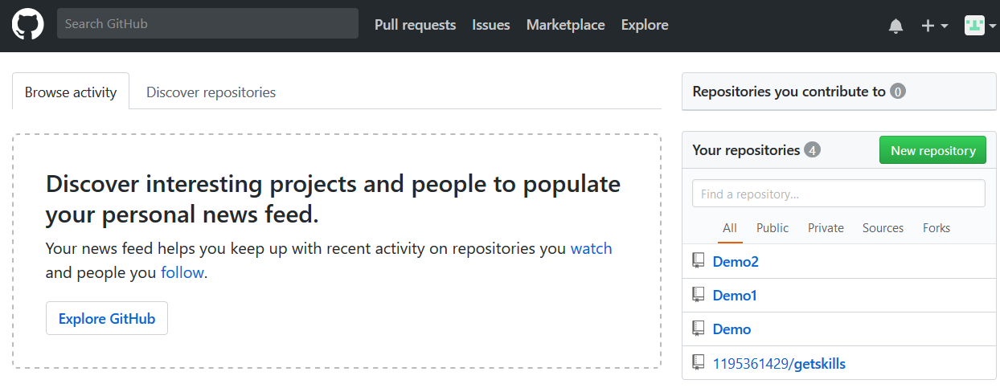 Search GitHub
Pull requests
Issues
Marketplace
Explore
Browse activity
Discover repositories
Discover interesting projects and people to populate
your personal news feed.
Your news feed helps you keep up with recent activity on repositories you watch
and people you follow.
Explore GitHub
Repositories you contribute to 0
Your repositories 4
New repository
Find a repository...
All
Public
Private
Sources
Forks
Demo2
Demo1
Demo
1195361429/getskills